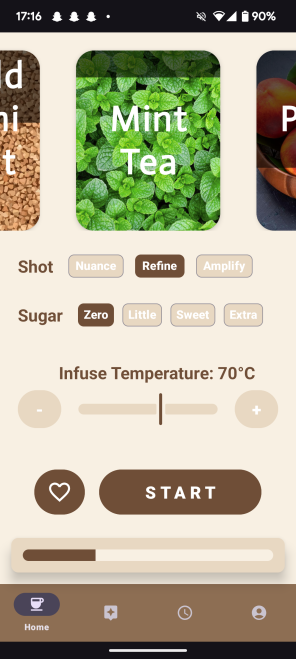 17:16
90%
ld
ni
t
Mint
Tea
P
Shot
Nuance
Refine
Amplify
Sugar
Zero
Little
Sweet
Extra
Infuse Temperature: 70°C
-
+
START
Home